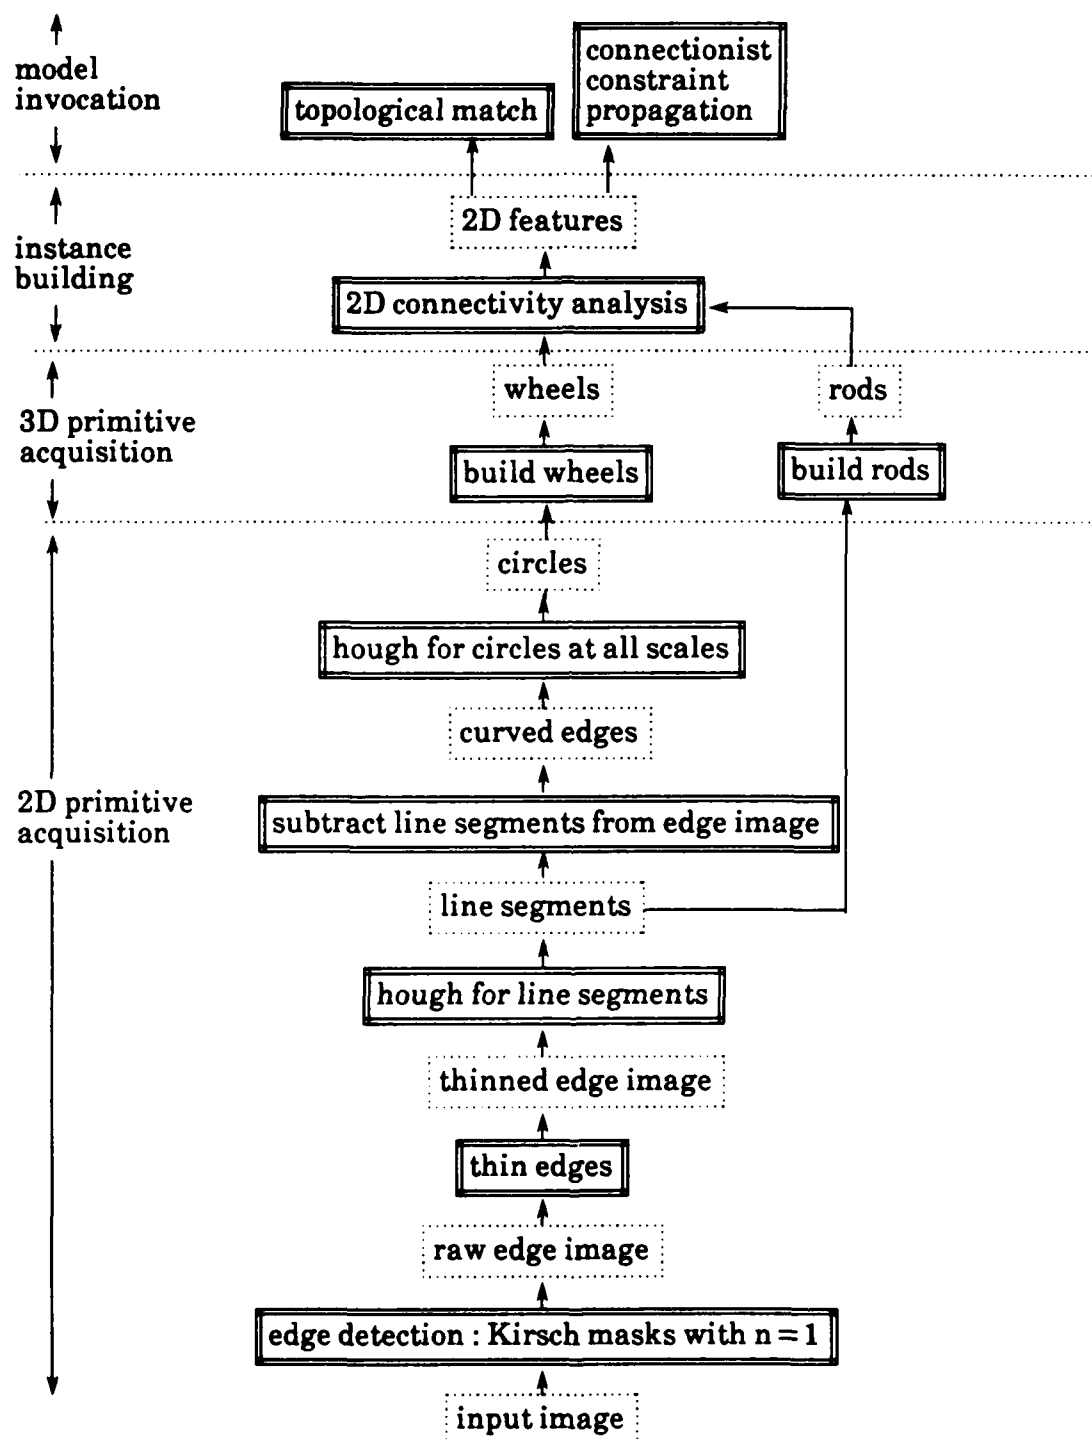 model
invocation
connectionist
constraint
propagation
topological match
2D features
instance
building
2D connectivity analysis
wheels
rods
3D primitive
acquisition
build wheels
build rods
circles
hough for circles at all scales
curved edges
2D primitive
acquisition
subtract line segments from edge image
line segments
hough for line segments
thinned edge image
thin edges
raw edge image
edge detection : Kirsch masks with n = 1
input image